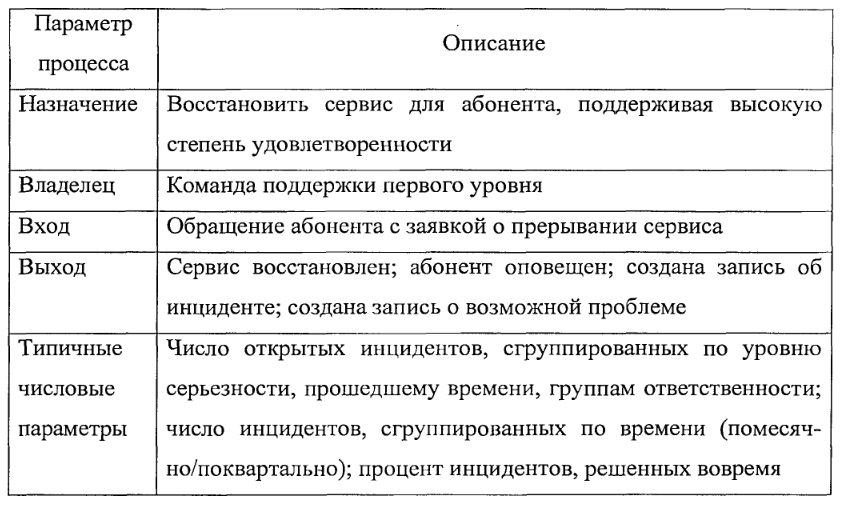 Параметр
процесса
Описание
Назначение
Восстановить сервис для абонента, поддерживая высокую
степень удовлетворенности
Владелец
Команда поддержки первого уровня
Вход
Обращение абонента с заявкой о прерывании сервиса
Выход
Сервис восстановлен; абонент оповещен; создана запись об
инциденте; создана запись о возможной проблеме
Типичные
числовые
параметры
Число открытых инцидентов, сгруппированных по уровню
серьезности, прошедшему времени, группам ответственности;
число инцидентов, сгруппированных по времени (помесяч-
но/поквартально); процент инцидентов, решенных вовремя